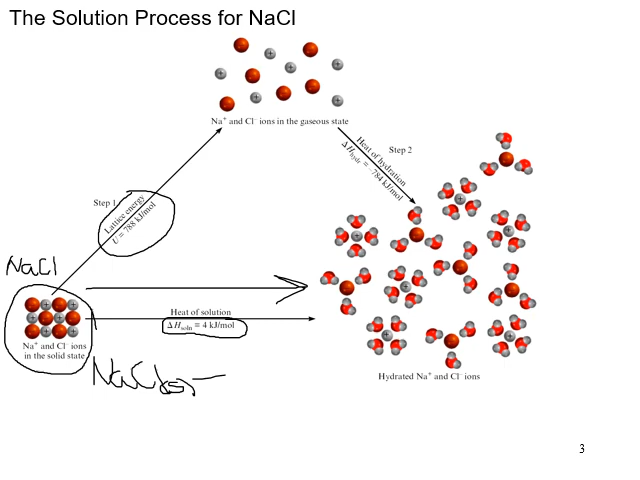 The Solution Process for NaCl
Na⁺ and Cl⁻ ions in the gaseous state
Step 1
Lattice energy
U = 788 kJ/mol
Heat of hydration
ΔH_hydr = –784 kJ/mol
Step 2
NaCl
Heat of solution
ΔH_soln = 4 kJ/mol
Na⁺ and Cl⁻ ions
in the solid state
NaCl(s)
Hydrated Na⁺ and Cl⁻ ions
3